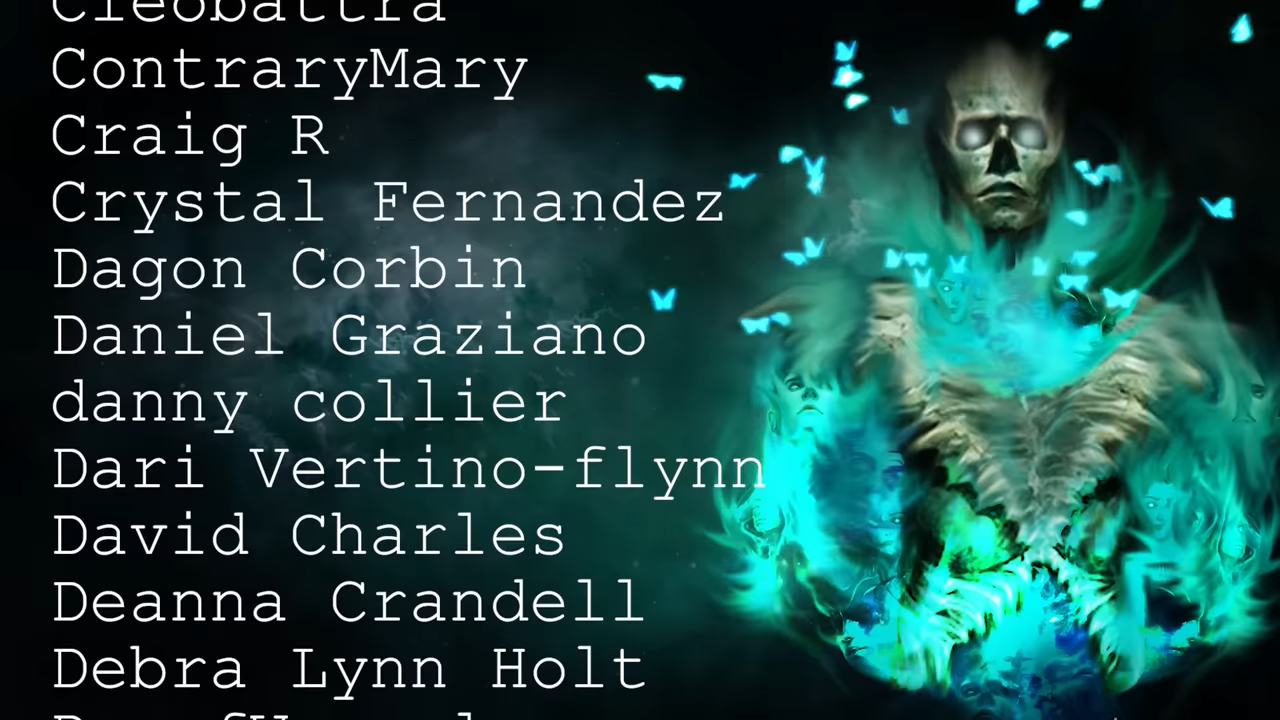 Cleobattra
ContraryMary
Craig R
Crystal Fernandez
Dagon Corbin
Daniel Graziano
danny collier
Dari Vertino-flynn
David Charles
Deanna Crandell
Debra Lynn Holt